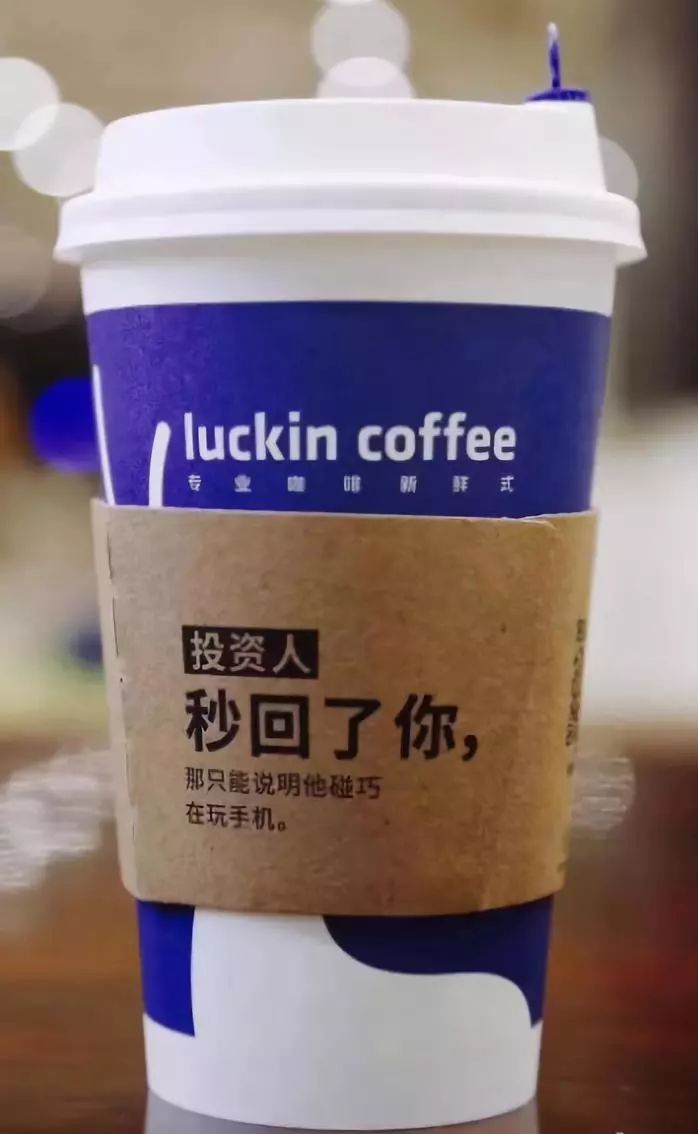 luckin coffee
专业咖啡新鲜式
投资人
秒回了你,
那只能说明他碰巧
在玩手机。